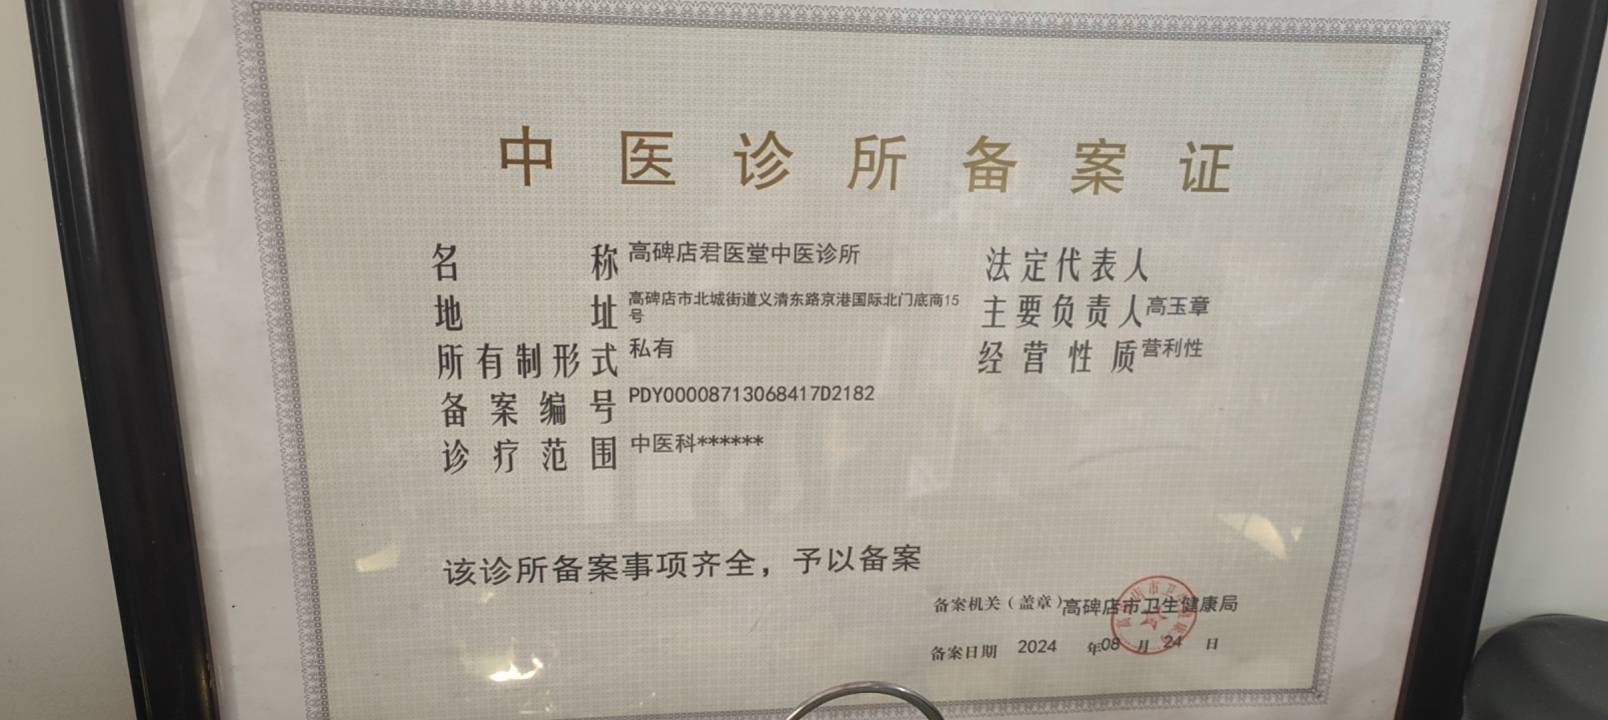 中医诊所备案证
名称 高碑店君医堂中医诊所
法定代表人
地址 高碑店市北城街道义清东路京港国际北门底商15
号
主要负责人 高玉章
所有制形式 私有
经营性质 营利性
备案编号 PDY00008713068417D2182
诊疗范围 中医科******
该诊所备案事项齐全，予以备案
备案机关（盖章）高碑店市卫生健康局
备案日期 2024 年 08 月 24 日